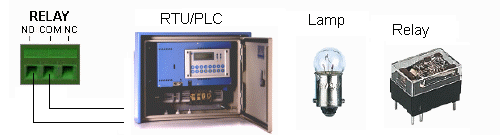 RELAY
NO COM NC
RTU/PLC
Lamp
Relay